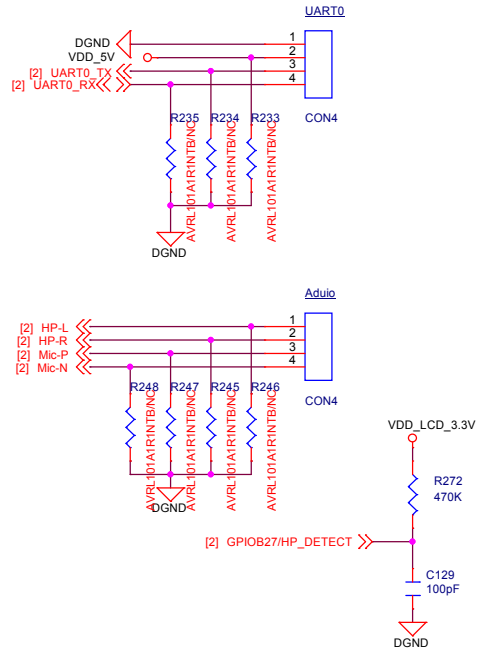 UART0
DGND
VDD_5V
[2] UART0_TX
[2] UART0_RX
1
2
3
4
CON4
R235
R234
R233
AVRL101A1R1NTB/NC
AVRL101A1R1NTB/NC
AVRL101A1R1NTB/NC
DGND
Aduio
[2] HP-L
[2] HP-R
[2] Mic-P
[2] Mic-N
1
2
3
4
CON4
R248
R247
R245
R246
AVRL101A1R1NTB/NC
AVRL101A1R1NTB/NC
AVRL101A1R1NTB/NC
AVRL101A1R1NTB/NC
DGND
VDD_LCD_3.3V
R272
470K
[2] GPIOB27/HP_DETECT
C129
100pF
DGND